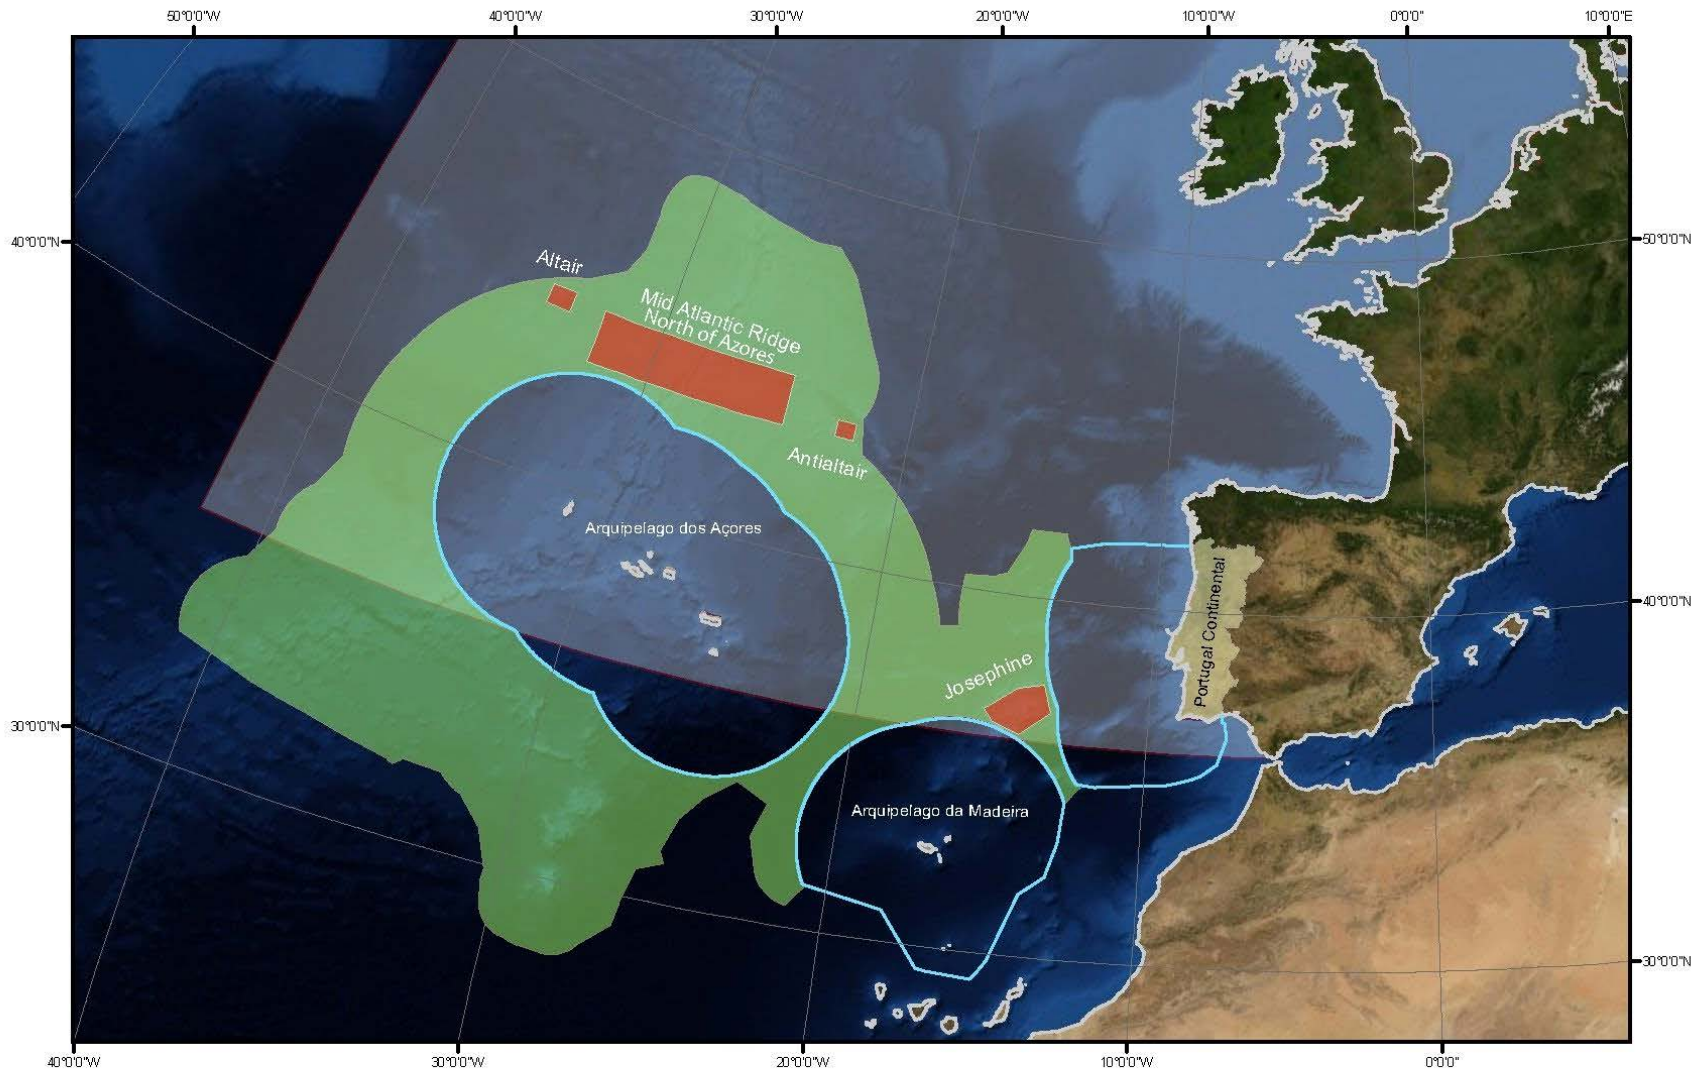 50°0'0"W
40°0'0"W
30°0'0"W
20°0'0"W
10°0'0"W
0°0'0"
10°0'0"E
40°0'0"N
50°0'0"N
Altair
Mid Atlantic Ridge
North of Azores
Antialtair
Arquipelago dos Açores
Portugal Continental
40°0'0"N
Josephine
30°0'0"N
Arquipelago da Madeira
30°0'0"N
40°0'0"W
30°0'0"W
20°0'0"W
10°0'0"W
0°0'0"